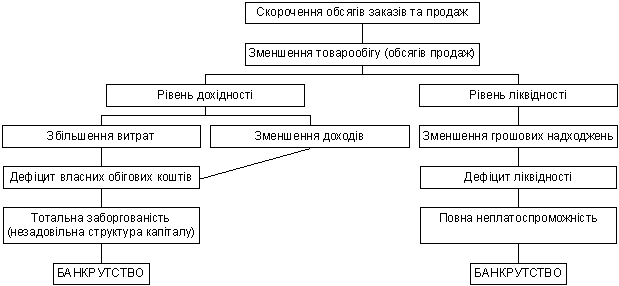 Скорочення обсягів заказів та продаж
Зменшення товарообігу (обсягів продаж)
Рівень дохідності
Рівень ліквідності
Збільшення витрат
Зменшення доходів
Зменшення грошових надходжень
Дефіцит власних обігових коштів
Дефіцит ліквідності
Тотальна заборгованість
(незадовільна структура капіталу)
Повна неплатоспроможність
БАНКРУТСТВО
БАНКРУТСТВО